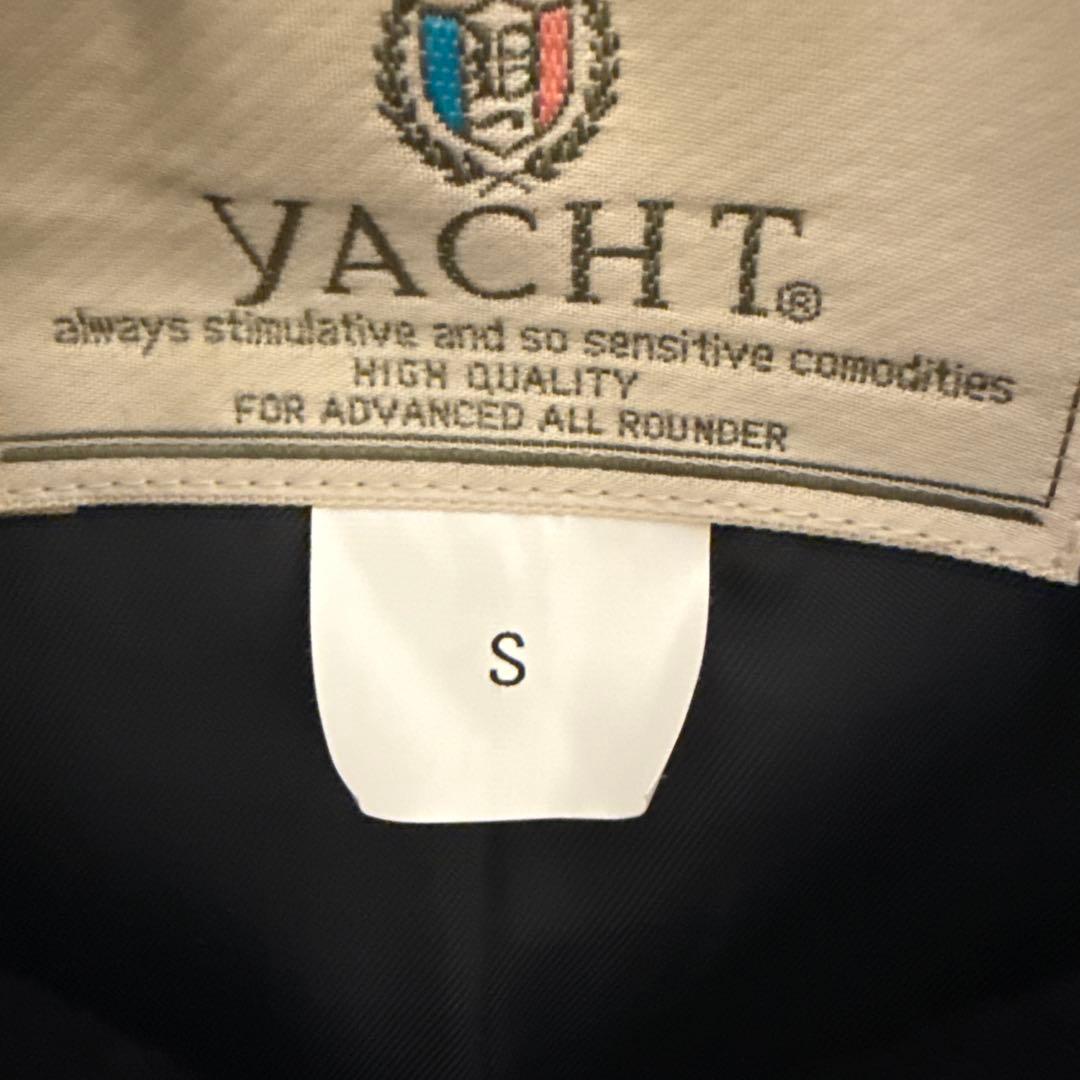 YACHT®
always stimulative and so sensitive comodities
HIGH QUALITY
FOR ADVANCED ALL ROUNDER
S